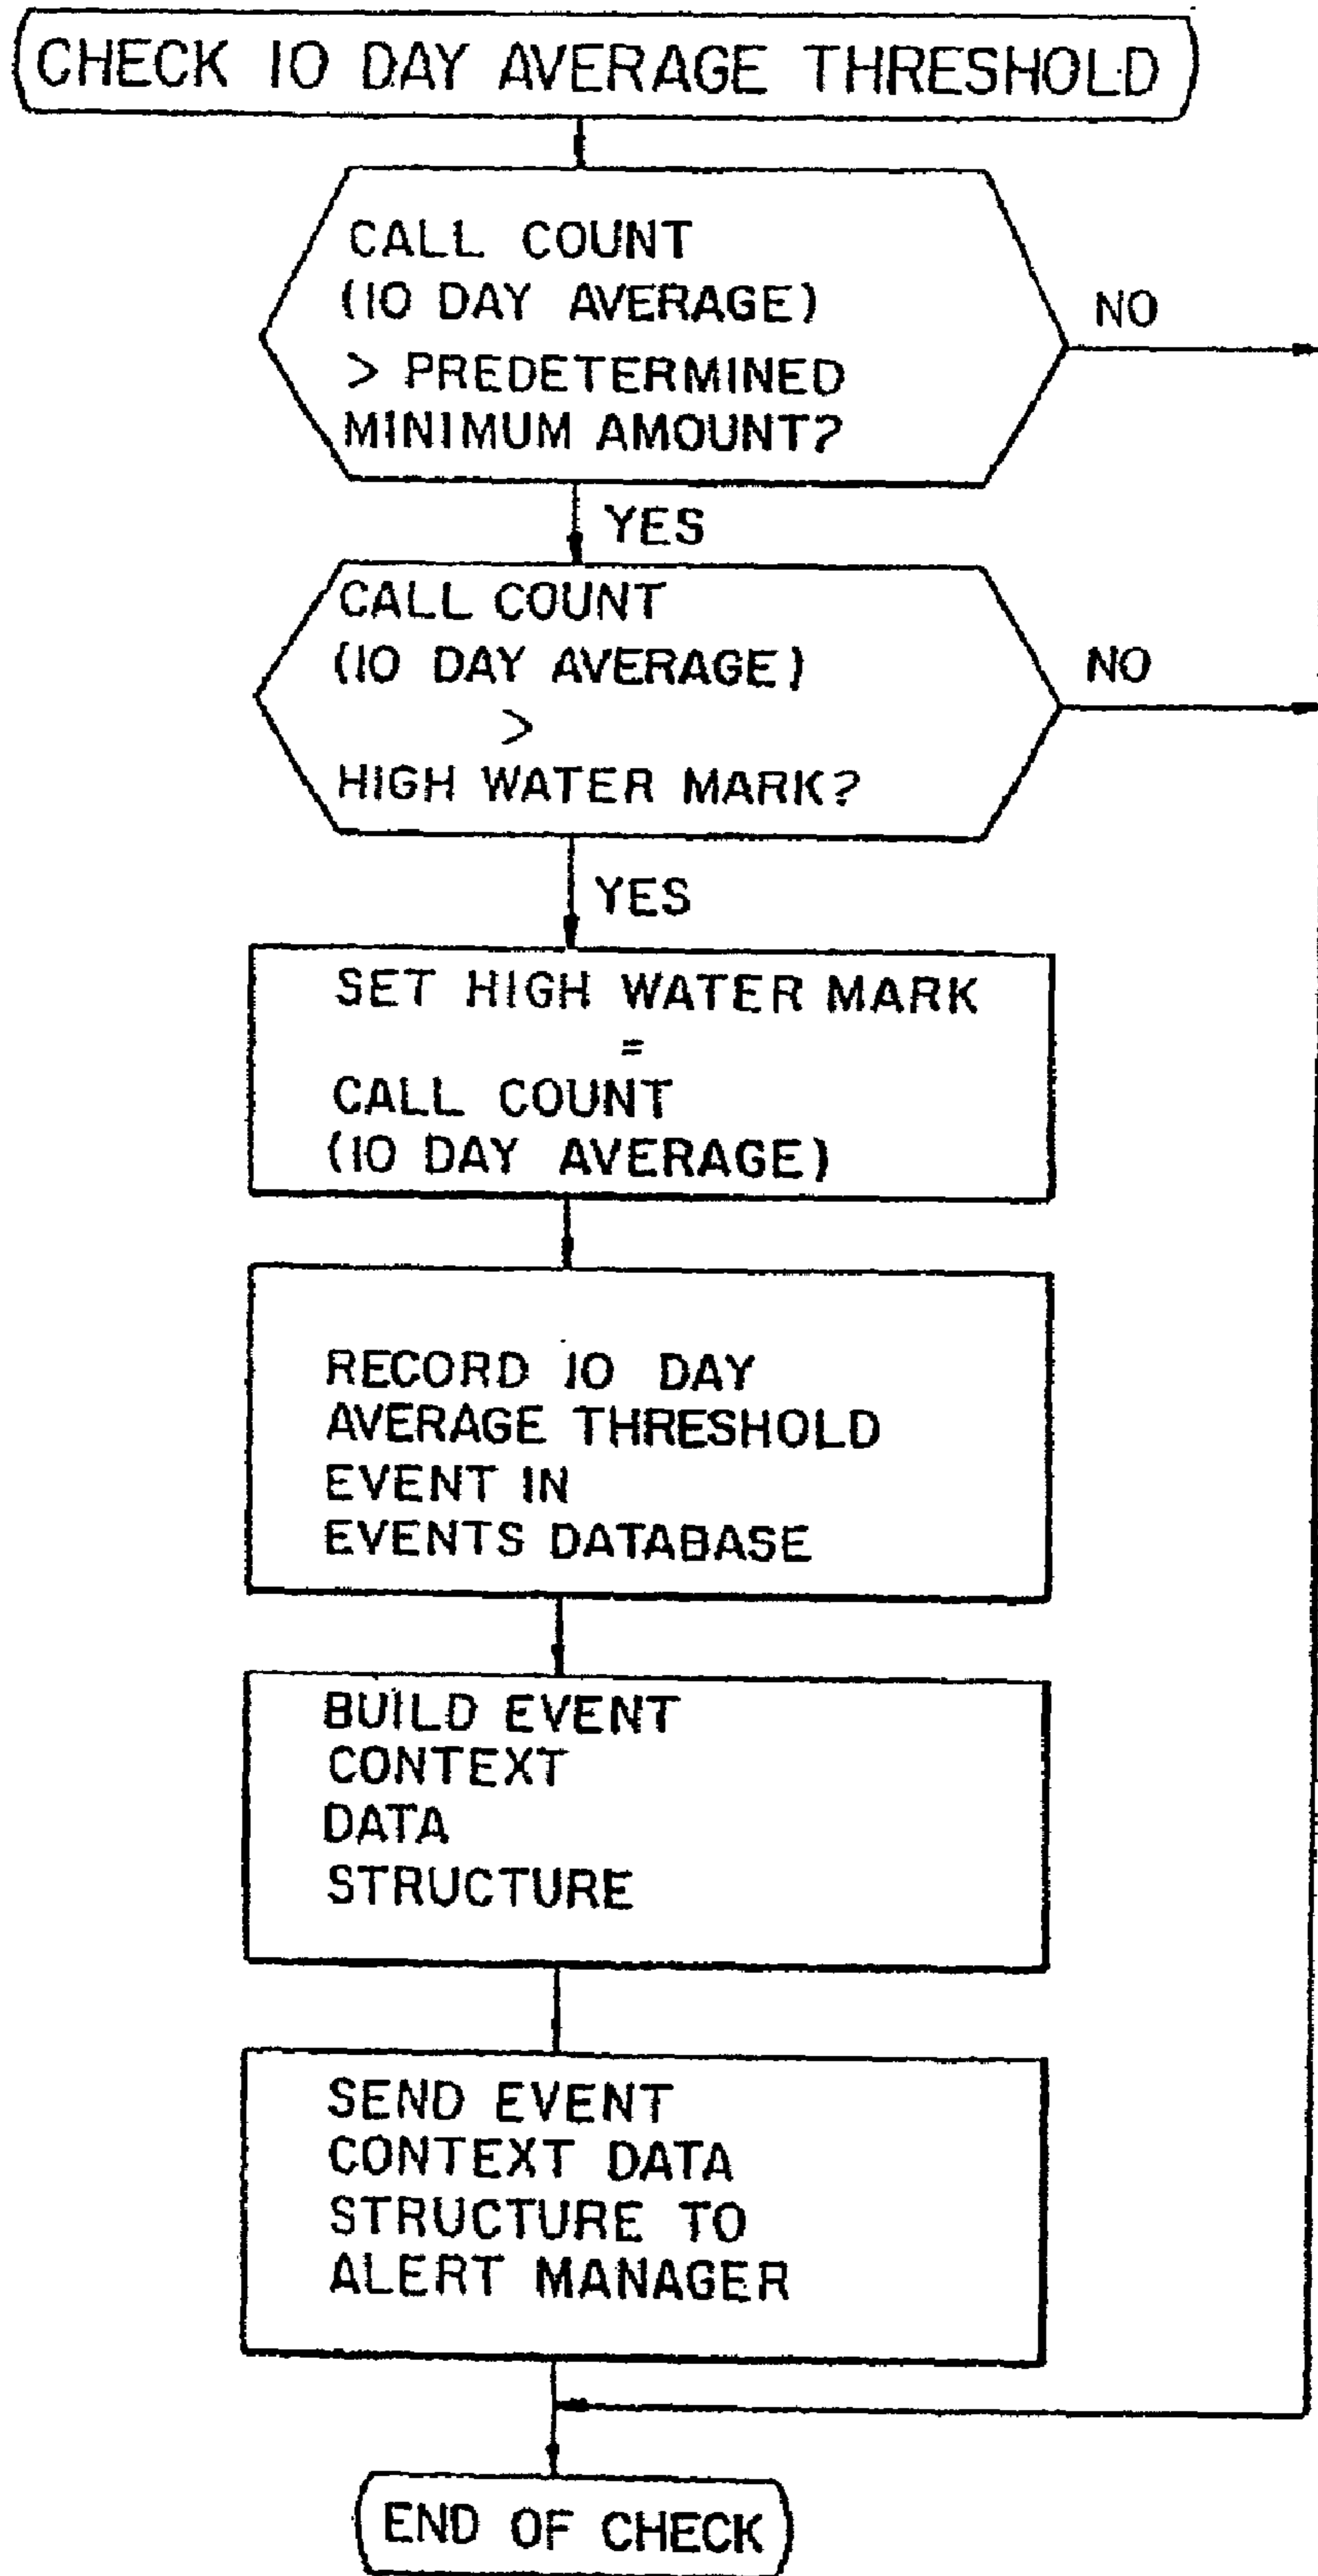 CHECK 10 DAY AVERAGE THRESHOLD
CALL COUNT
(10 DAY AVERAGE)
> PREDETERMINED
MINIMUM AMOUNT?
NO
YES
CALL COUNT
(10 DAY AVERAGE)
>
HIGH WATER MARK?
NO
YES
SET HIGH WATER MARK
=
CALL COUNT
(10 DAY AVERAGE)
RECORD 10 DAY
AVERAGE THRESHOLD
EVENT IN
EVENTS DATABASE
BUILD EVENT
CONTEXT
DATA
STRUCTURE
SEND EVENT
CONTEXT DATA
STRUCTURE TO
ALERT MANAGER
END OF CHECK